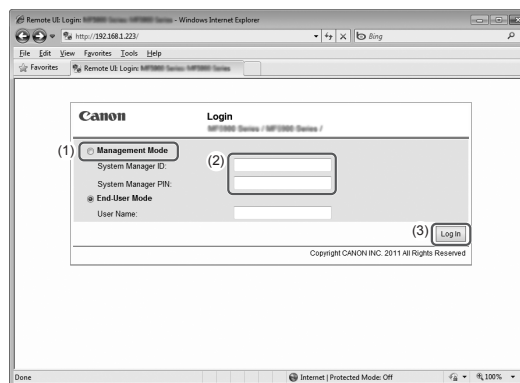 Remote UI: Login: - Windows Internet Explorer
http://192.168.1.223/
Bing
File Edit View Favorites Tools Help
Favorites Remote UI: Login:
Canon Login
(1) Management Mode
System Manager ID:
(2)
System Manager PIN:
End-User Mode
User Name:
(3) Log In
Copyright CANON INC. 2011 All Rights Reserved
Done Internet | Protected Mode: Off 100%